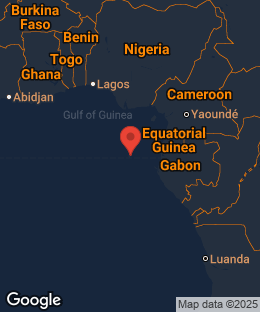 Burkina
Faso
Benin
Nigeria
Togo
Ghana
Lagos
Abidjan
Cameroon
Gulf of Guinea
Yaoundé
Equatorial
Guinea
Gabon
Luanda
Google
Map data ©2025